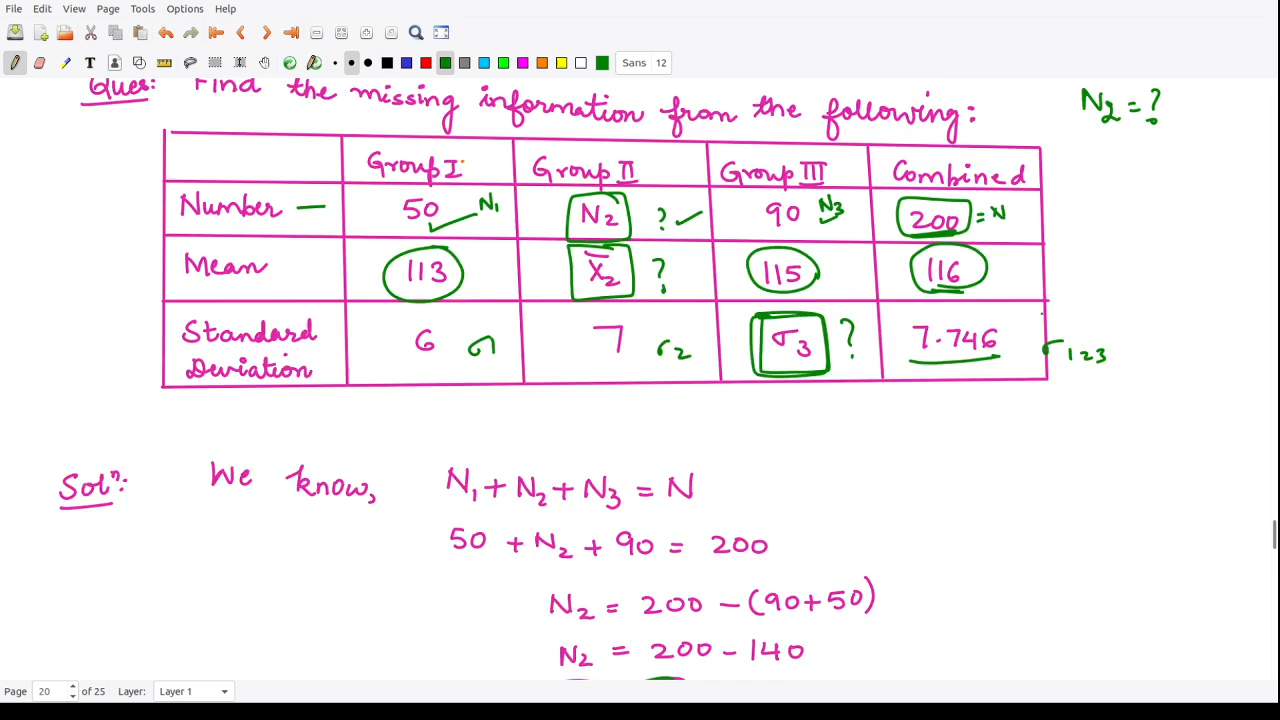 File Edit View Page Tools Options Help
T Sans 12
Ques: Find the missing information from the following:
N2 = ?
Group I Group II Group III Combined
Number — 50 N1 N2 ? 90 N3 200 = N
Mean 113 X̄2 ? 115 116
Standard Deviation 6 σ 7 σ2 σ3 ? 7.746 σ123
Solⁿ: We know, N1 + N2 + N3 = N
50 + N2 + 90 = 200
N2 = 200 - (90+50)
N2 = 200 - 140
Page 20 of 25 Layer: Layer 1